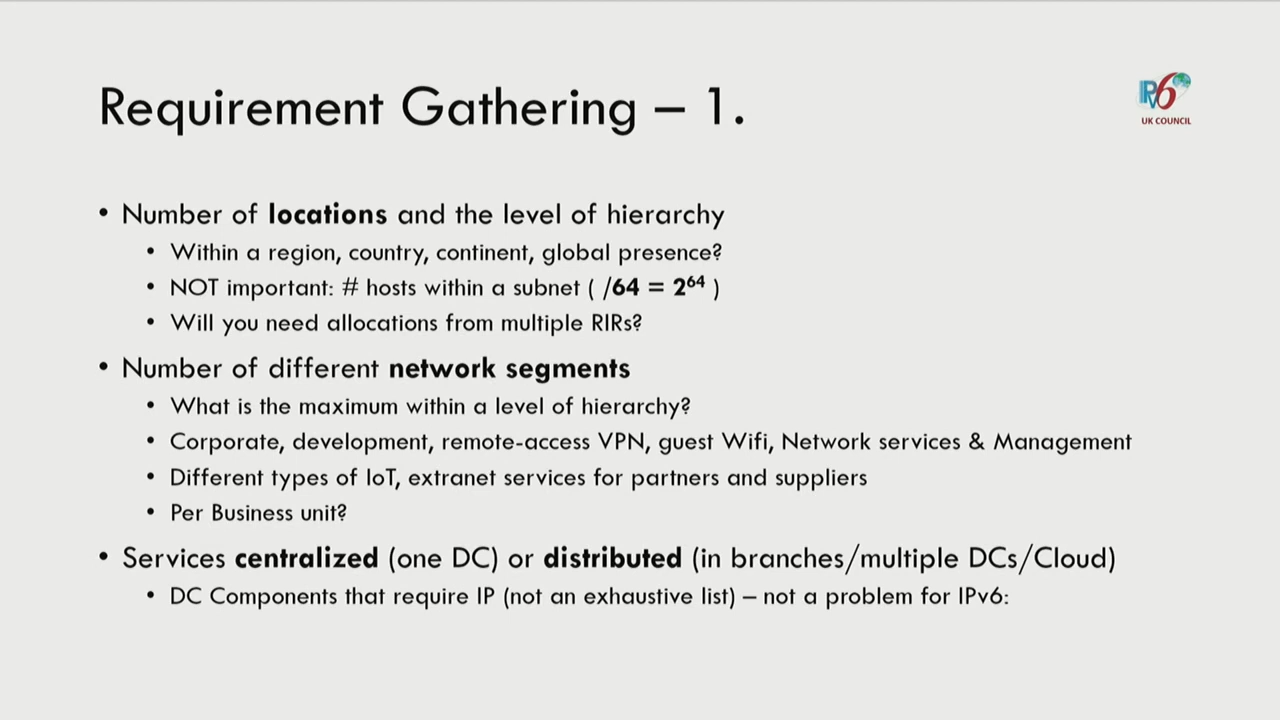 Requirement Gathering – 1.
IPv6
UK COUNCIL
• Number of locations and the level of hierarchy
• Within a region, country, continent, global presence?
• NOT important: # hosts within a subnet ( /64 = 2⁶⁴ )
• Will you need allocations from multiple RIRs?
• Number of different network segments
• What is the maximum within a level of hierarchy?
• Corporate, development, remote-access VPN, guest Wifi, Network services & Management
• Different types of IoT, extranet services for partners and suppliers
• Per Business unit?
• Services centralized (one DC) or distributed (in branches/multiple DCs/Cloud)
• DC Components that require IP (not an exhaustive list) – not a problem for IPv6: